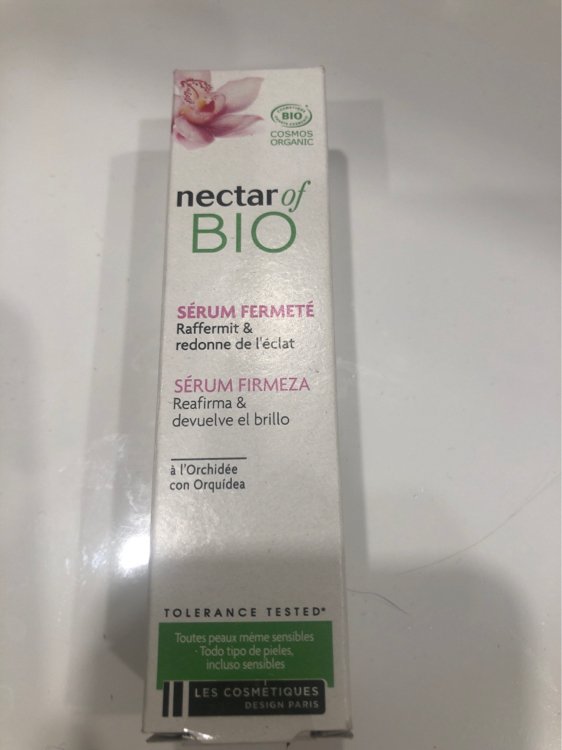 BIO
COSMOS
ORGANIC
nectar of
BIO
SÉRUM FERMETÉ
Raffermit &
redonne de l'éclat
SÉRUM FIRMEZA
Reafirma &
devuelve el brillo
à l'Orchidée
con Orquídea
TOLERANCE TESTED*
Toutes peaux même sensibles
· Todo tipo de pieles,
incluso sensibles
LES COSMÉTIQUES
DESIGN PARIS